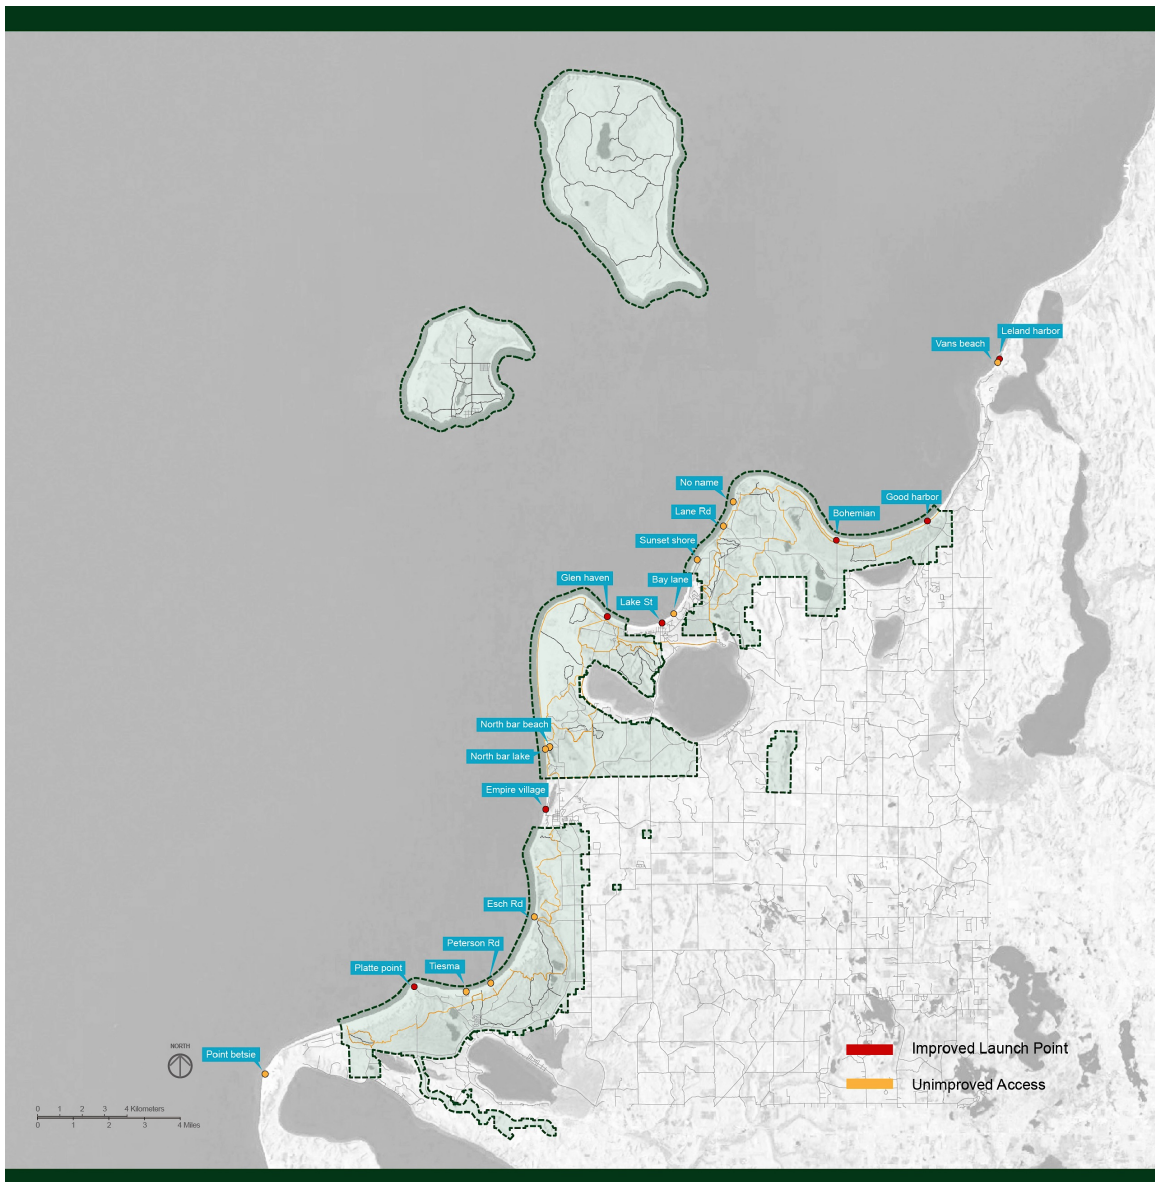 Leland harbor
Vans beach
No name
Good harbor
Lane Rd
Bohemian
Sunset shore
Glen haven
Bay lane
Lake St
North bar beach
North bar lake
Empire village
Esch Rd
Peterson Rd
Tiesma
Platte point
NORTH
Point betsie
Improved Launch Point
Unimproved Access
0 1 2 3 4 Kilometers
0 1 2 3 4 Miles